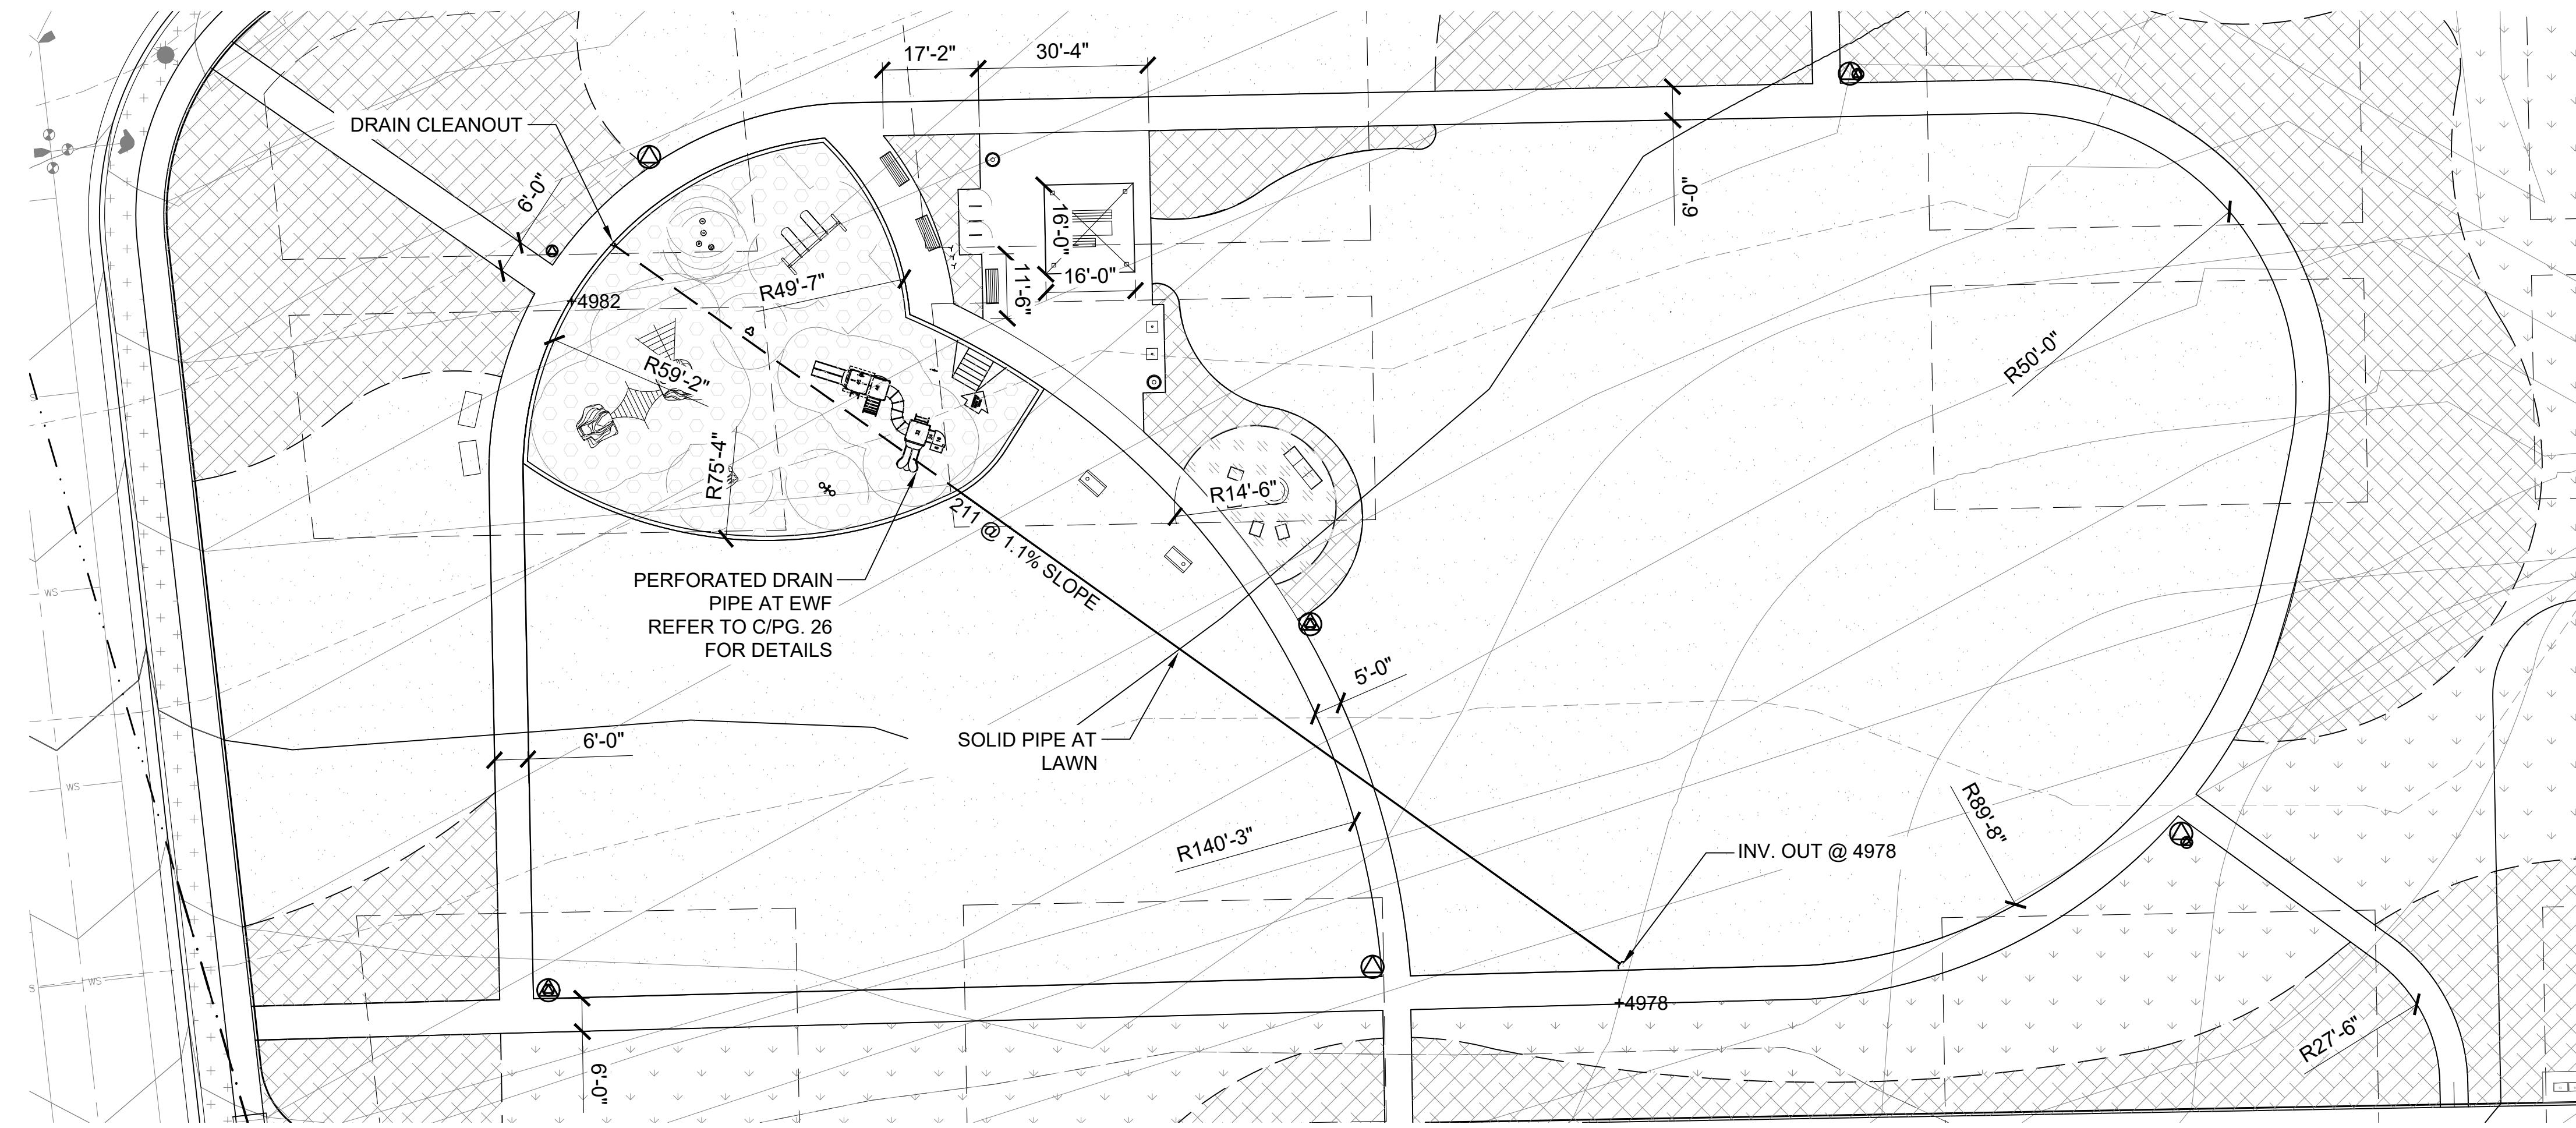 17'-2"
30'-4"
DRAIN CLEANOUT
6'-0"
6'-0"
16'-0"
16'-0"
11'-6"
R49'-7"
+4982
R59'-2"
R50'-0"
R75'-4"
R14'-6"
211 @ 1.1% SLOPE
PERFORATED DRAIN
PIPE AT EWF
REFER TO C/PG. 26
FOR DETAILS
WS
5'-0"
6'-0"
SOLID PIPE AT
LAWN
WS
R89'-8"
R140'-3"
INV. OUT @ 4978
WS
+4978
R27'-6"
6'-0"